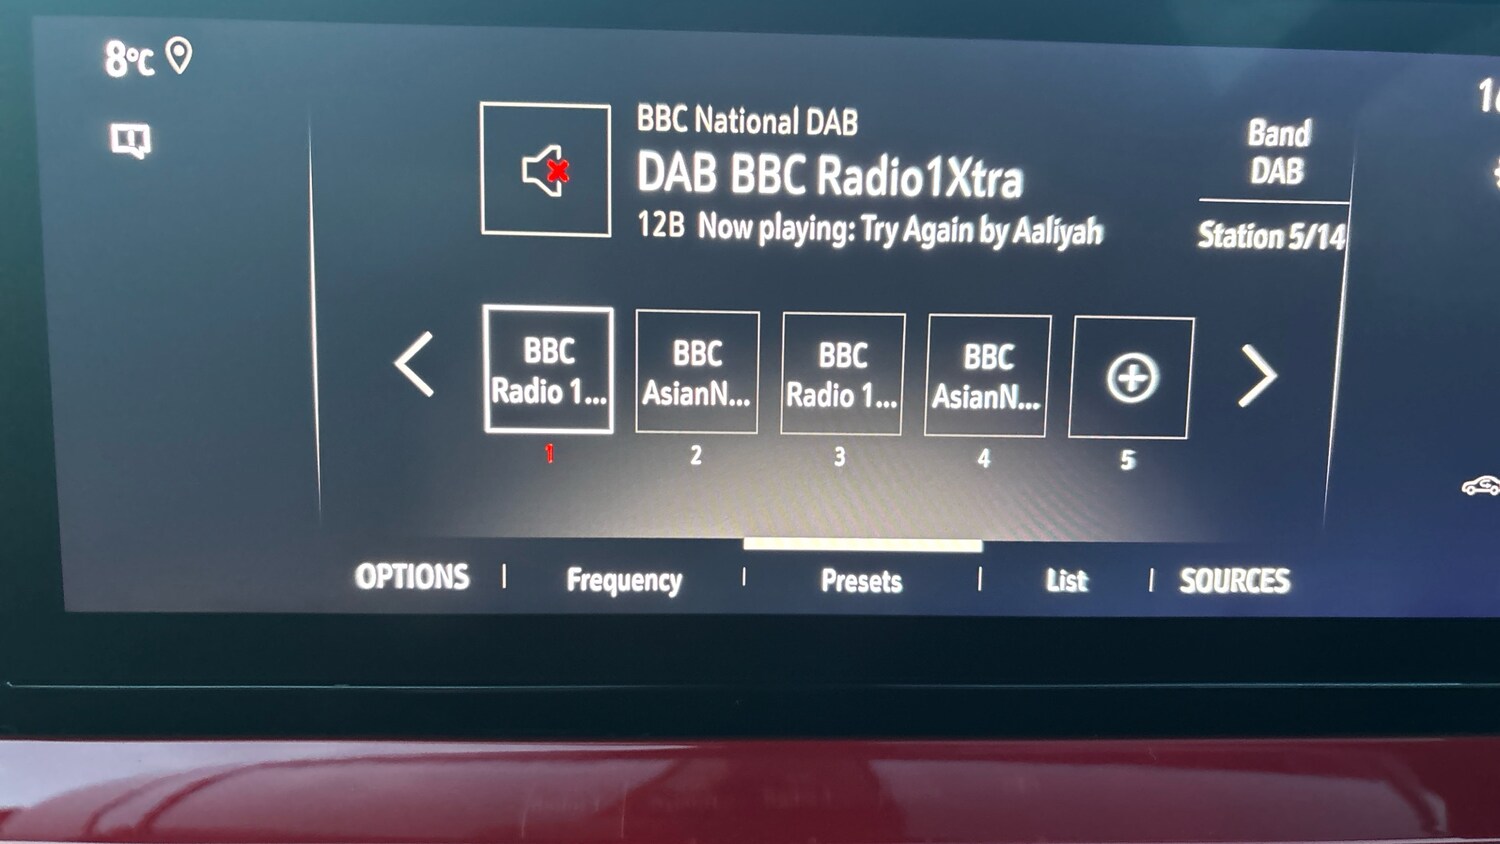 8°C
BBC National DAB
DAB BBC Radio1Xtra
12B Now playing: Try Again by Aaliyah
Band
DAB
Station 5/14
BBC
Radio 1...
BBC
AsianN...
BBC
Radio 1...
BBC
AsianN...
1
2
3
4
5
OPTIONS
Frequency
Presets
List
SOURCES